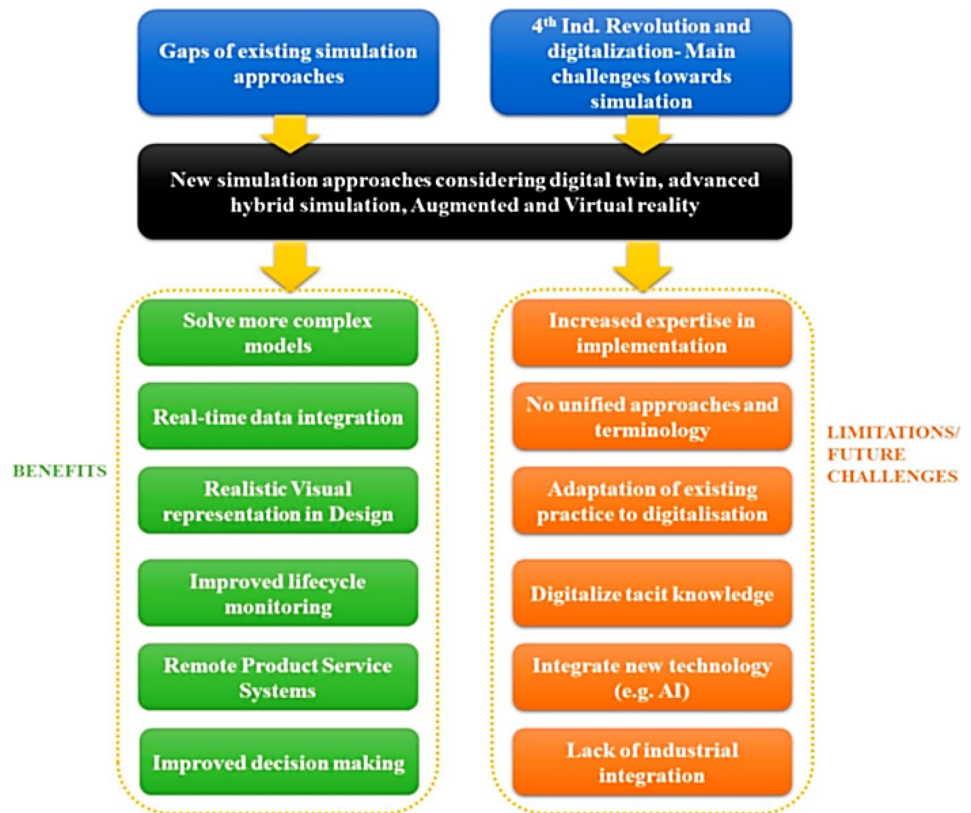 Gaps of existing simulation
approaches
4th Ind. Revolution and
digitalization- Main
challenges towards
simulation
New simulation approaches considering digital twin, advanced
hybrid simulation, Augmented and Virtual reality
BENEFITS
Solve more complex
models
Real-time data integration
Realistic Visual
representation in Design
Improved lifecycle
monitoring
Remote Product Service
Systems
Improved decision making
Increased expertise in
implementation
No unified approaches and
terminology
Adaptation of existing
practice to digitalisation
Digitalize tacit knowledge
Integrate new technology
(e.g. AI)
Lack of industrial
integration
LIMITATIONS/
FUTURE
CHALLENGES